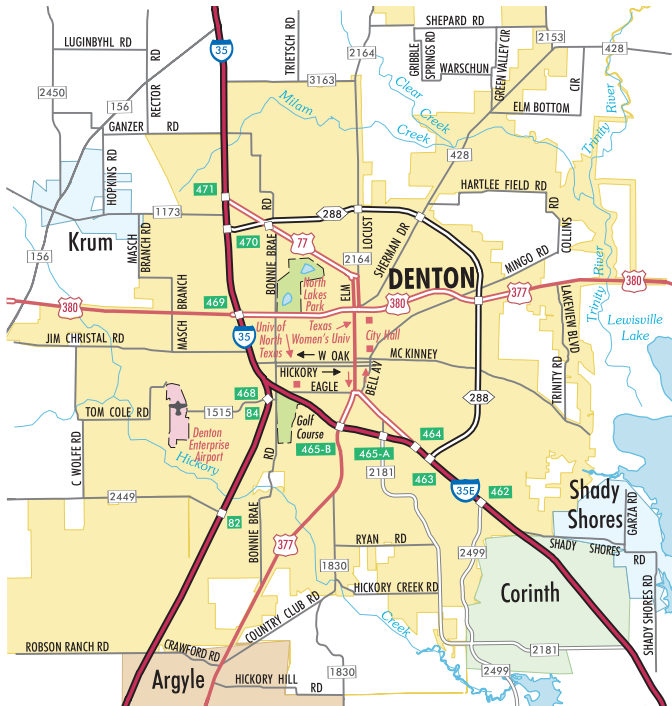 SHEPARD RD
2153
428
LUGINBYHL RD
RD
35
TRIETSCH RD
2164
GRIBBLE
SPRINGS RD
WARSCHUN
GREEN VALLEY CIR
CIR
ELM BOTTOM
3163
2450
156
RECTOR
GANZER RD
Milam
Creek
Clear
Creek
428
Trinity River
HOPKINS RD
471
1173
Krum
MASCH
BRANCH RD
156
470
RD
BONNIE BRAE
288
77
LOCUST
2164
SHERMAN DR
HARTLEE FIELD RD
COLLINS
MINGO RD
DENTON
North
Lakes
Park
ELM
380
469
MASCH BRANCH
380
377
380
Trinity River
Lewisville
Lake
LAKEVIEW BLVD
JIM CHRISTAL RD
35
Univ of
North
Texas
Texas
Women's Univ
City Hall
W OAK
MC KINNEY
HICKORY
EAGLE
BELL AV
TRINITY RD
468
84
TOM COLE RD
1515
288
Denton
Enterprise
Airport
Golf
Course
465-B
465-A
464
463
2181
Hickory
C WOLFE RD
2449
82
RD
BONNIE BRAE
35E
462
Shady
Shores
GARZA RD
377
RYAN RD
2499
SHADY SHORES
RD
1830
HICKORY CREEK RD
Corinth
COUNTRY CLUB RD
Creek
SHADY SHORES RD
ROBSON RANCH RD
CRAWFORD RD
2181
Argyle
HICKORY HILL
RD
1830
2499